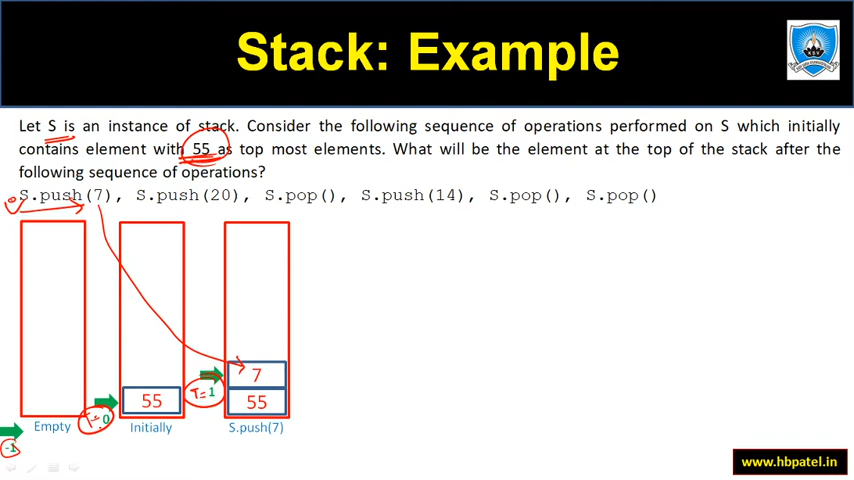 Stack: Example
Let S is an instance of stack. Consider the following sequence of operations performed on S which initially
contains element with 55 as top most elements. What will be the element at the top of the stack after the
following sequence of operations?
S.push(7), S.push(20), S.pop(), S.push(14), S.pop(), S.pop()
7
T=1
55
55
T=0
Empty
Initially
S.push(7)
-1
www.hbpatel.in